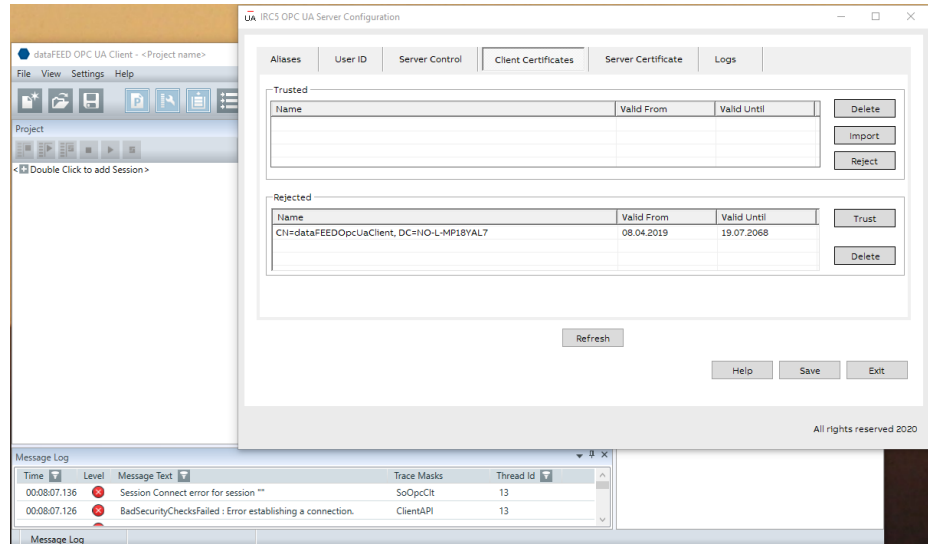 UA IRC5 OPC UA Server Configuration
dataFEED OPC UA Client - <Project name>
File View Settings Help
Project
<Double Click to add Session>
Aliases User ID Server Control Client Certificates Server Certificate Logs
Trusted
Name Valid From Valid Until
Delete
Import
Reject
Rejected
Name Valid From Valid Until
CN=dataFEEDOpcUaClient, DC=NO-L-MP18YAL7 08.04.2019 19.07.2068
Trust
Delete
Refresh
Help Save Exit
All rights reserved 2020
Message Log
Time Level Message Text Trace Masks Thread Id
00:08:07.136 Session Connect error for session "" SoOpcClt 13
00:08:07.126 BadSecurityChecksFailed : Error establishing a connection. ClientAPI 13
Message Log